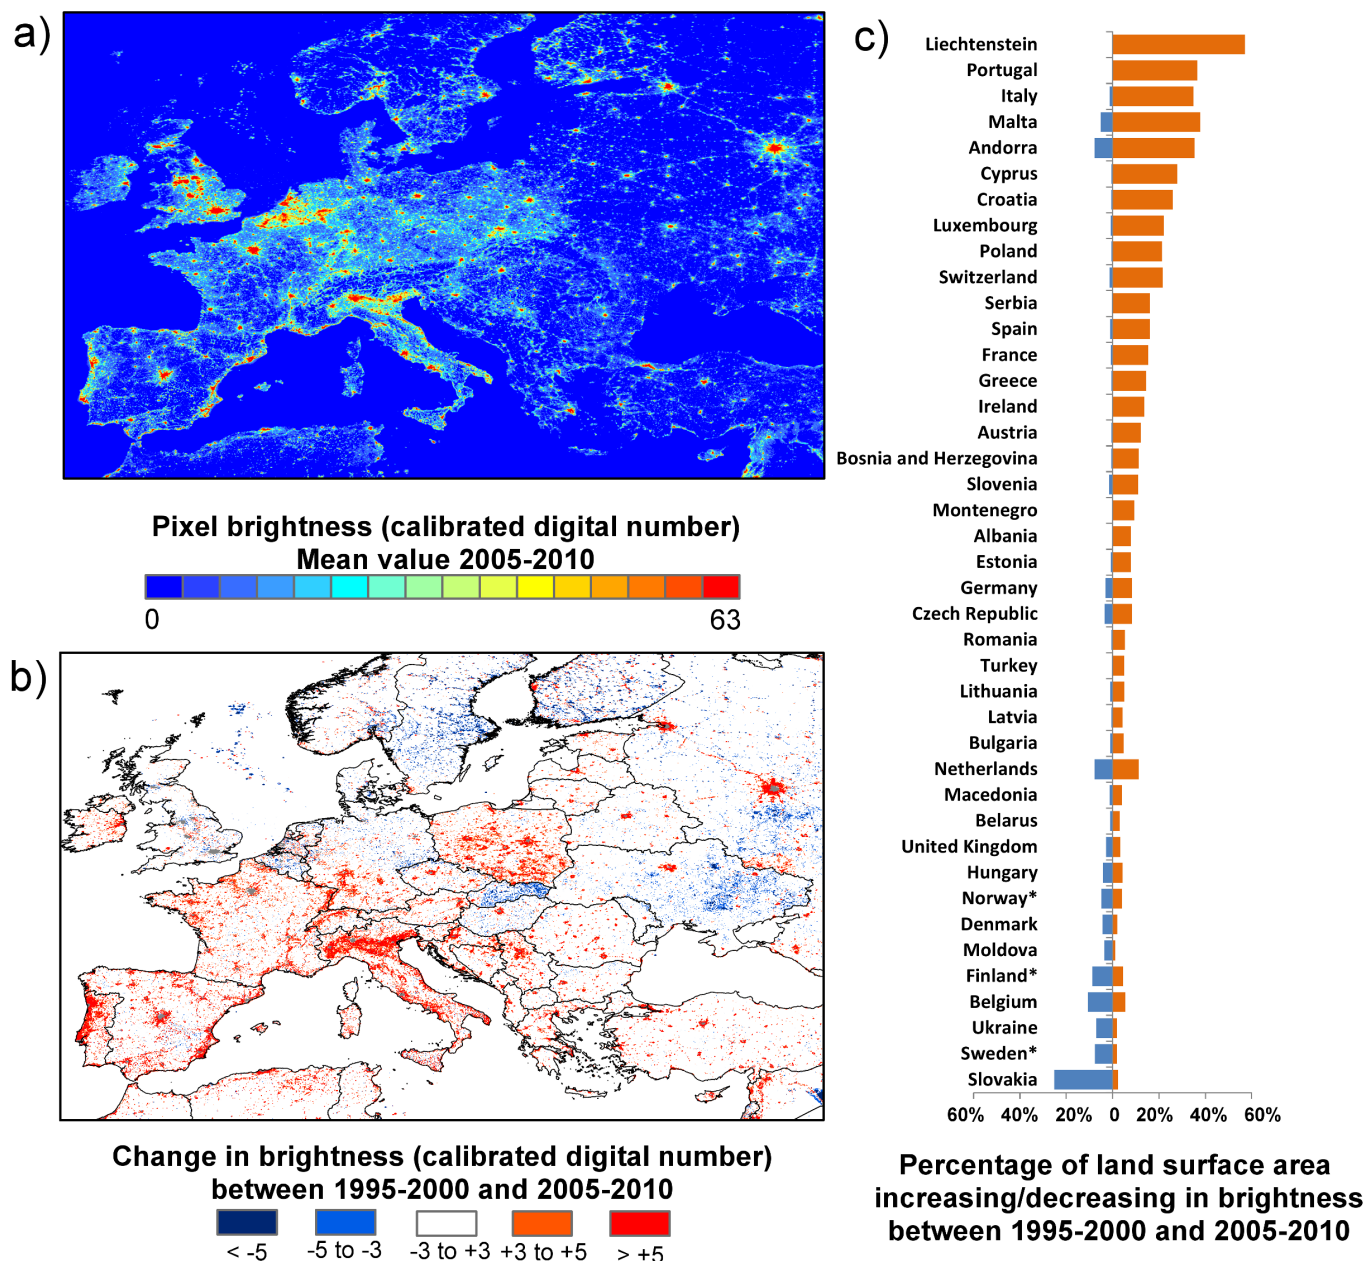 a)
Pixel brightness (calibrated digital number)
Mean value 2005-2010
0 63
b)
Change in brightness (calibrated digital number)
between 1995-2000 and 2005-2010
< -5 -5 to -3 -3 to +3 +3 to +5 > +5
c)
Liechtenstein
Portugal
Italy
Malta
Andorra
Cyprus
Croatia
Luxembourg
Poland
Switzerland
Serbia
Spain
France
Greece
Ireland
Austria
Bosnia and Herzegovina
Slovenia
Montenegro
Albania
Estonia
Germany
Czech Republic
Romania
Turkey
Lithuania
Latvia
Bulgaria
Netherlands
Macedonia
Belarus
United Kingdom
Hungary
Norway*
Denmark
Moldova
Finland*
Belgium
Ukraine
Sweden*
Slovakia
60% 40% 20% 0 20% 40% 60%
Percentage of land surface area
increasing/decreasing in brightness
between 1995-2000 and 2005-2010